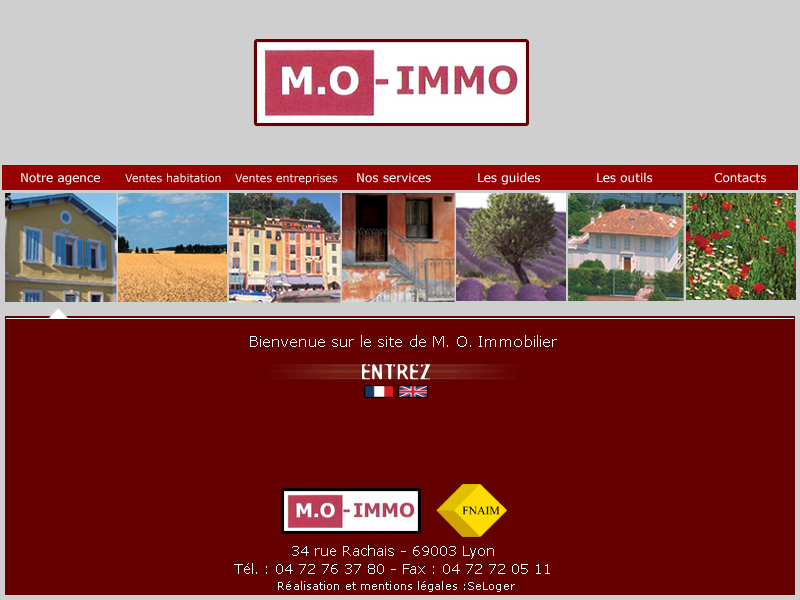 M.O-IMMO
Notre agence Ventes habitation Ventes entreprises Nos services Les guides Les outils Contacts
Bienvenue sur le site de M. O. Immobilier
ENTREZ
M.O-IMMO FNAIM
34 rue Rachais - 69003 Lyon
Tél. : 04 72 76 37 80 - Fax : 04 72 72 05 11
Réalisation et mentions légales :SeLoger